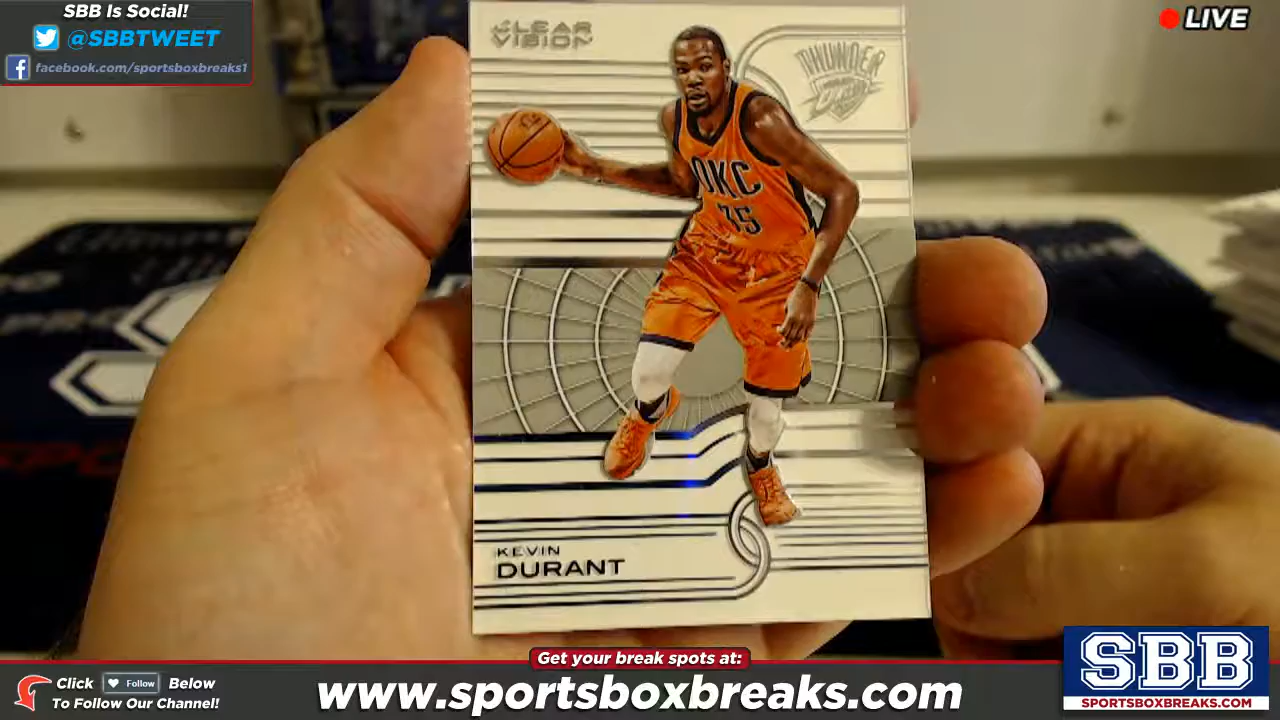 SBB Is Social!
@SBBTWEET
facebook.com/sportsboxbreaks1
LIVE
CLEAR
VISION
THUNDER
OKC
35
KEVIN
DURANT
Get your break spots at:
Click Follow Below
To Follow Our Channel!
www.sportsboxbreaks.com
SBB
SPORTSBOXBREAKS.COM